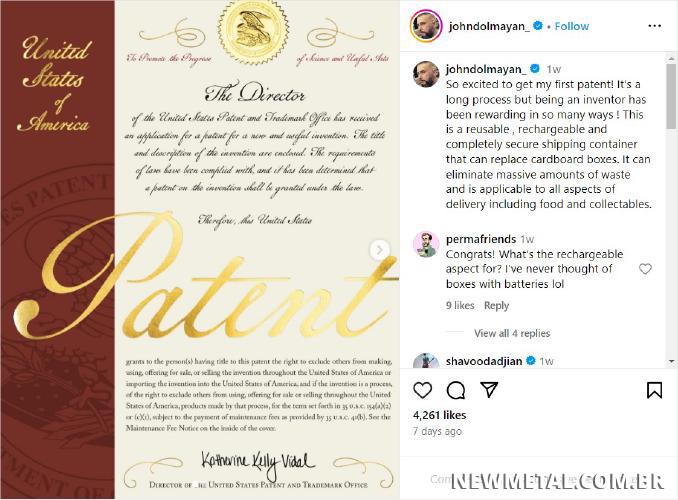 United
States
of
America
To Promote the Progress
of Science and Useful Arts
The Director
of the United States Patent and Trademark Office has received
an application for a patent for a new and useful invention. The title
and description of the invention are enclosed. The requirements
of law have been complied with, and it has been determined that
a patent on the invention shall be granted under the law.
Therefore, this United States
Patent
grants to the person(s) having title to this patent the right to exclude others from making,
using, offering for sale, or selling the invention throughout the United States of America or
importing the invention into the United States of America, and if the invention is a process,
of the right to exclude others from using, offering for sale or selling throughout the United
States of America, products made by that process, for the term set forth in 35 U.S.C. 154(a)(2)
or (c)(1), subject to the payment of maintenance fees as provided by 35 U.S.C. 41(b). See the
Maintenance Fee Notice on the inside of the cover.
Katherine Kelly Vidal
DIRECTOR OF THE UNITED STATES PATENT AND TRADEMARK OFFICE
johndolmayan_ • Follow
johndolmayan_ 1w
So excited to get my first patent! It's a
long process but being an inventor has
been rewarding in so many ways ! This
is a reusable , rechargeable and
completely secure shipping container
that can replace cardboard boxes. It can
eliminate massive amounts of waste
and is applicable to all aspects of
delivery including food and collectables.
permafriends 1w
Congrats! What's the rechargeable
aspect for? I've never thought of
boxes with batteries lol
9 likes Reply
View all 4 replies
shavoodadjian 1w
4,261 likes
7 days ago
NEWMETAL.COM.BR